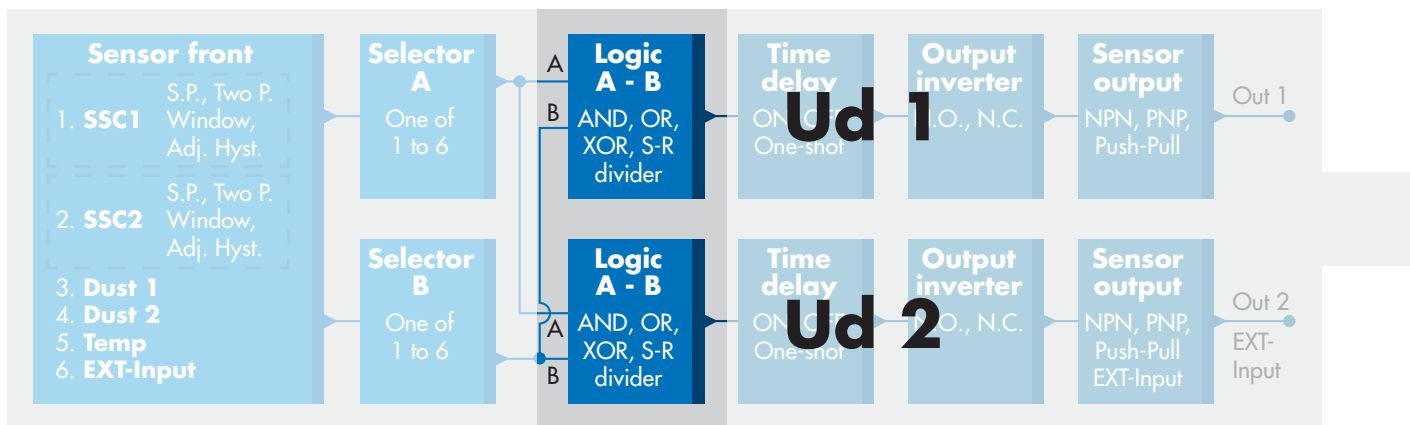 Sensor front
1. SSC1
S.P., Two P.
Window,
Adj. Hyst.
2. SSC2
S.P., Two P.
Window,
Adj. Hyst.
3. Dust 1
4. Dust 2
5. Temp
6. EXT-Input
Selector
A
One of
1 to 6
Selector
B
One of
1 to 6
A
B
Logic
A - B
AND, OR,
XOR, S-R
divider
Time
delay
ON, OFF
One-shot
Output
inverter
N.O., N.C.
Sensor
output
NPN, PNP,
Push-Pull
Out 1
Ud 1
A
B
Logic
A - B
AND, OR,
XOR, S-R
divider
Time
delay
ON, OFF
One-shot
Output
inverter
N.O., N.C.
Sensor
output
NPN, PNP,
Push-Pull
EXT-Input
Out 2
EXT-
Input
Ud 2